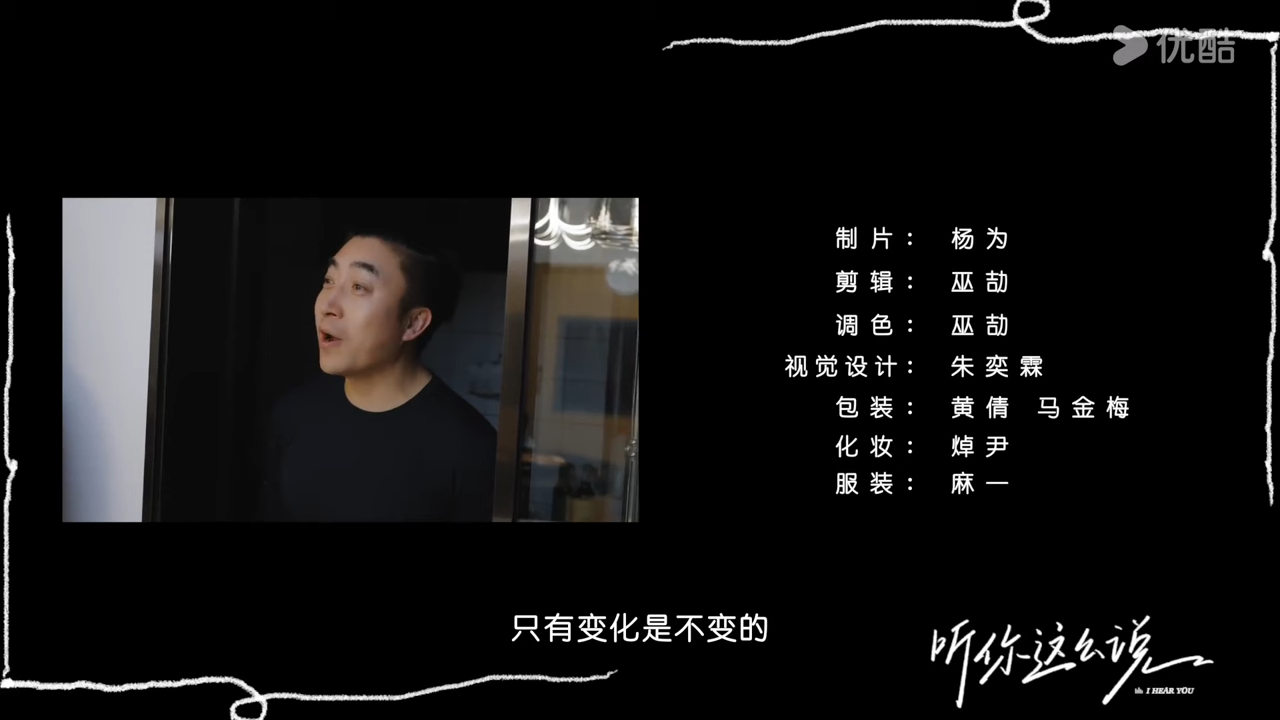 优酷
制片： 杨为
剪辑： 巫劼
调色： 巫劼
视觉设计： 朱奕霖
包装： 黄倩 马金梅
化妆： 焯尹
服装： 麻一
只有变化是不变的
听你这么说
I HEAR YOU